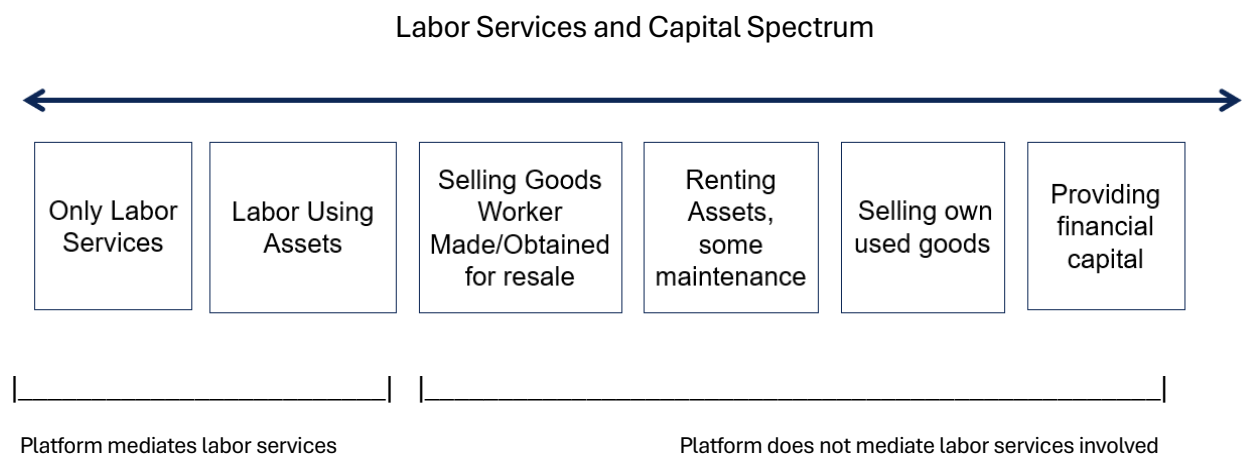 Labor Services and Capital Spectrum
Only Labor
Services
Labor Using
Assets
Selling Goods
Worker
Made/Obtained
for resale
Renting
Assets,
some
maintenance
Selling own
used goods
Providing
financial
capital
Platform mediates labor services
Platform does not mediate labor services involved